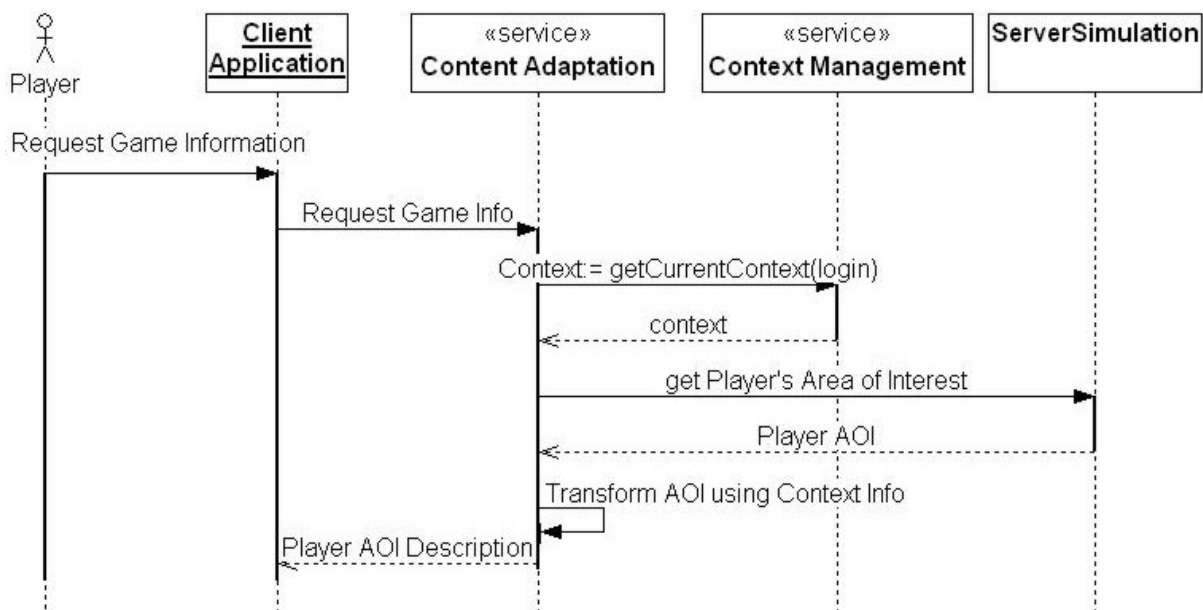 Player
Client
Application
«service»
Content Adaptation
«service»
Context Management
ServerSimulation
Request Game Information
Request Game Info
Context:= getCurrentContext(login)
context
get Player's Area of Interest
Player AOI
Transform AOI using Context Info
Player AOI Description